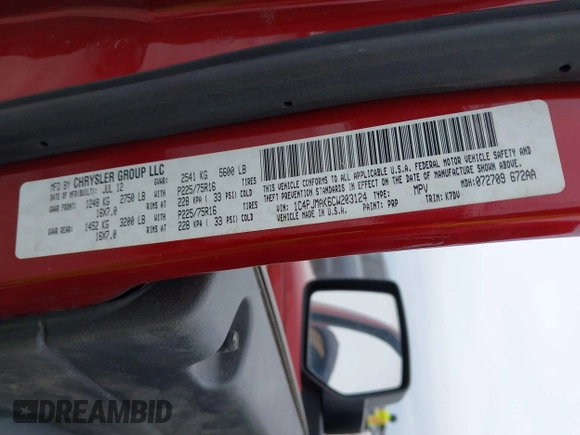 MFD BY: CHRYSLER GROUP LLC
DATE OF MFR(BUILT): JUL 12 GVWR: 2541 KG 5600 LB
GAWR FRONT: 1248 KG 2750 LB WITH P225/75R16 TIRES
16X7.0 RIMS AT 228 KPA ( 33 PSI) COLD
GAWR REAR: 1452 KG 3200 LB WITH P225/75R16 TIRES
16X7.0 RIMS AT 228 KPA ( 33 PSI) COLD
THIS VEHICLE CONFORMS TO ALL APPLICABLE U.S.A. FEDERAL MOTOR VEHICLE SAFETY AND
THEFT PREVENTION STANDARDS IN EFFECT ON THE DATE OF MANUFACTURE SHOWN ABOVE.
MDH: 072709 672AA
VIN: 1C4PJMAK6CW203124 TYPE: MPV
PAINT: PRP TRIM: K7DV
DREAMBID